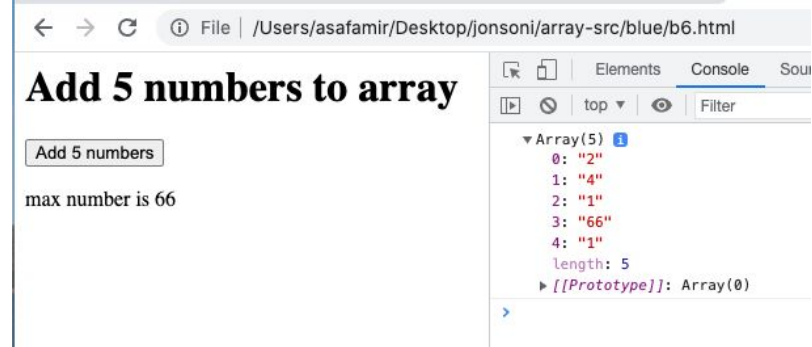 File | /Users/asafamir/Desktop/jonsoni/array-src/blue/b6.html
Add 5 numbers to array
Add 5 numbers
max number is 66
Elements Console
top ▼ Filter
▼Array(5) i
0: "2"
1: "4"
2: "1"
3: "66"
4: "1"
length: 5
▶[[Prototype]]: Array(0)
>